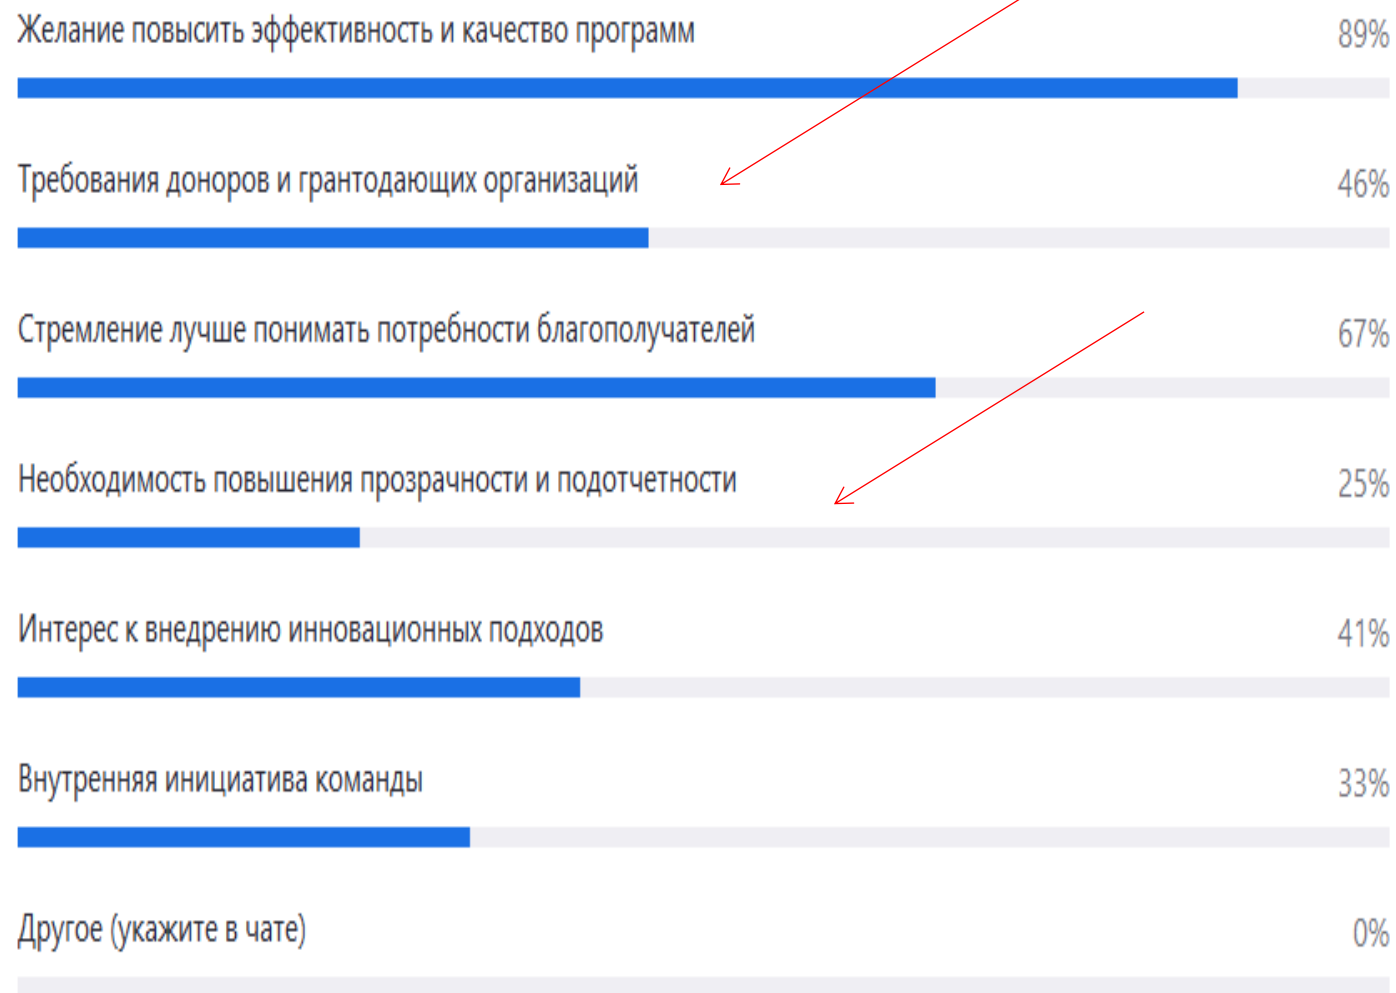 Желание повысить эффективность и качество программ 89%
Требования доноров и грантодающих организаций 46%
Стремление лучше понимать потребности благополучателей 67%
Необходимость повышения прозрачности и подотчетности 25%
Интерес к внедрению инновационных подходов 41%
Внутренняя инициатива команды 33%
Другое (укажите в чате) 0%